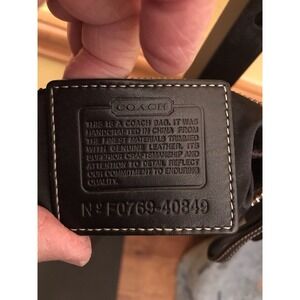 COACH
THIS IS A COACH BAG. IT WAS
HANDCRAFTED IN CHINA FROM
THE FINEST MATERIALS TRIMMED
WITH GENUINE LEATHER. ITS
SUPERIOR CRAFTSMANSHIP AND
ATTENTION TO DETAIL REFLECT
OUR COMMITMENT TO ENDURING
QUALITY.
Nº F0769-40849